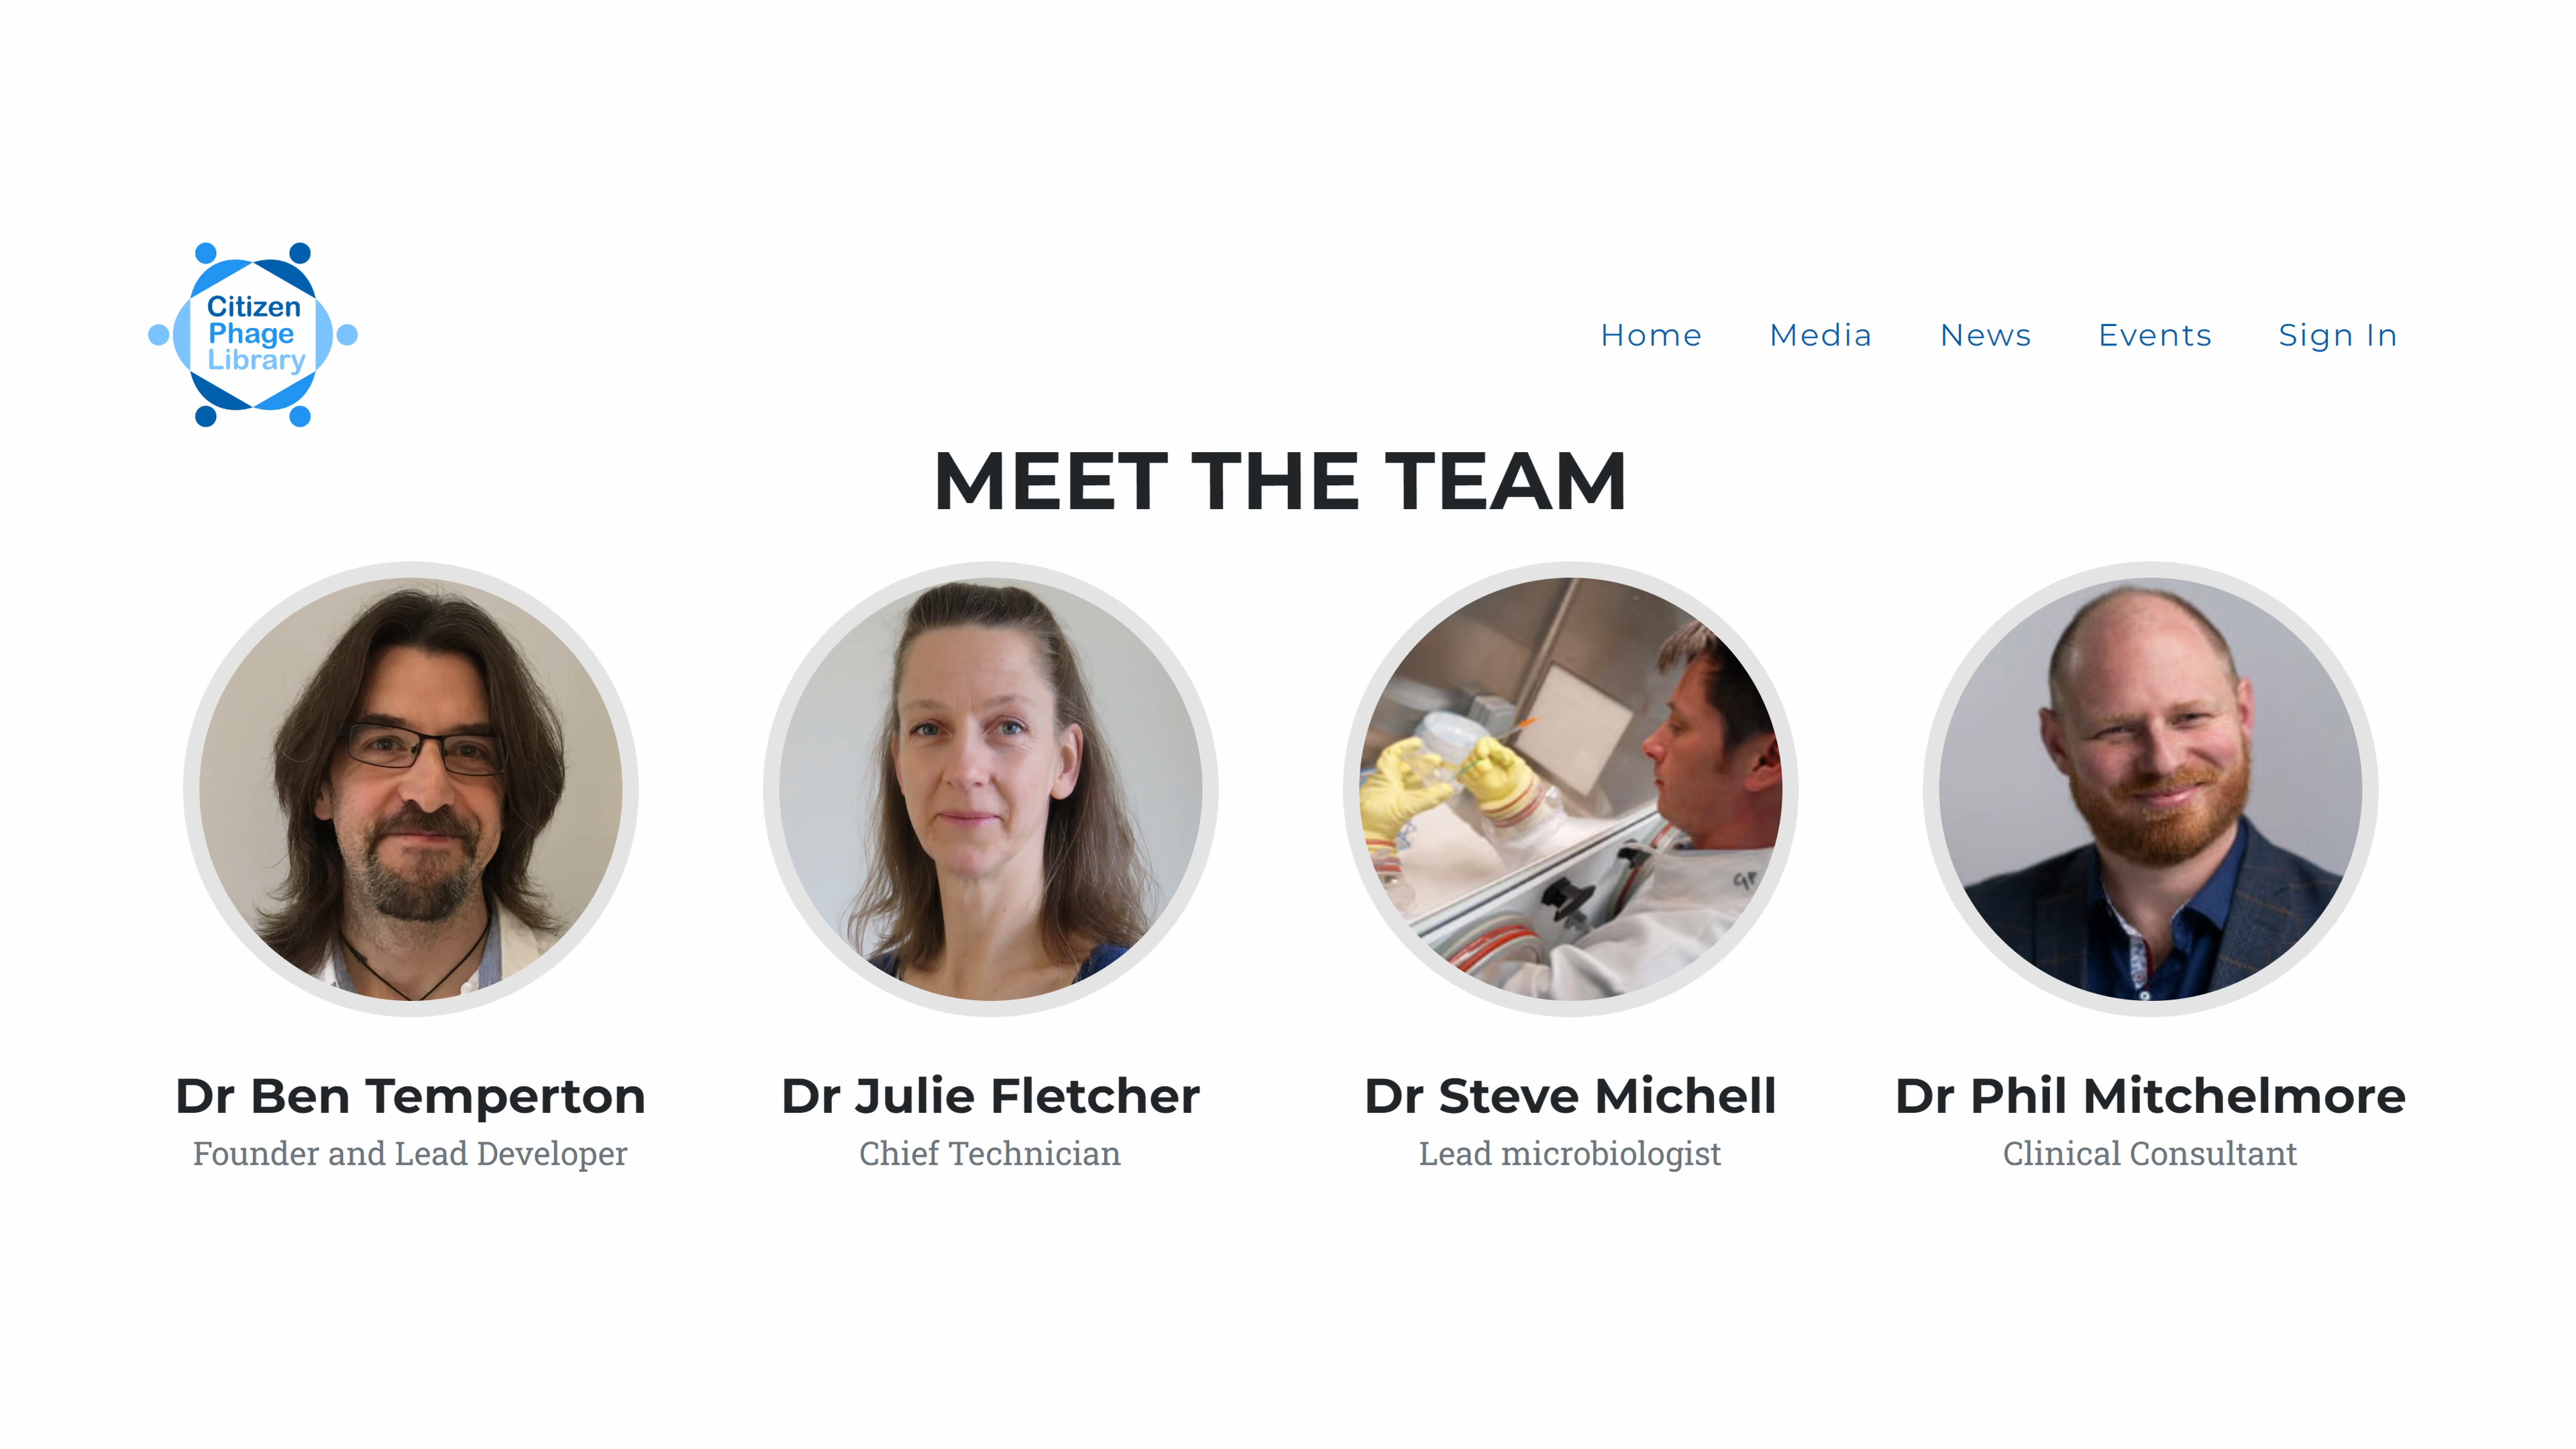 Citizen
Phage
Library
Home Media News Events Sign In
MEET THE TEAM
Dr Ben Temperton
Founder and Lead Developer
Dr Julie Fletcher
Chief Technician
Dr Steve Michell
Lead microbiologist
Dr Phil Mitchelmore
Clinical Consultant